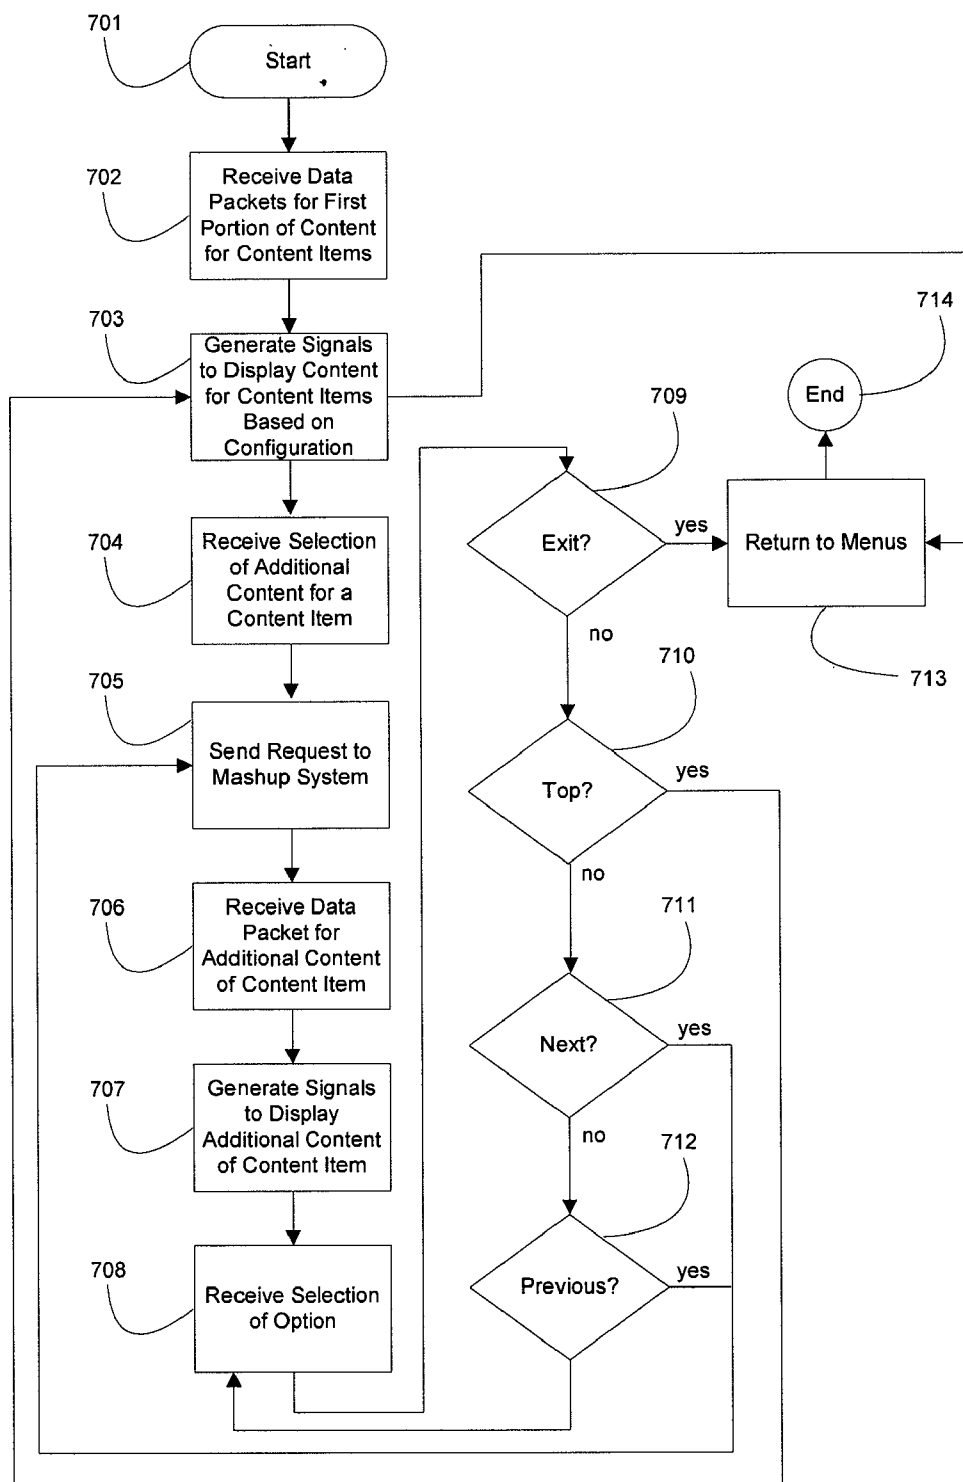 701
Start
702
Receive Data
Packets for First
Portion of Content
for Content Items
703
Generate Signals
to Display Content
for Content Items
Based on
Configuration
704
Receive Selection
of Additional
Content for a
Content Item
705
Send Request to
Mashup System
706
Receive Data
Packet for
Additional Content
of Content Item
707
Generate Signals
to Display
Additional Content
of Content Item
708
Receive Selection
of Option
709
Exit?
yes
no
710
Top?
yes
no
711
Next?
yes
no
712
Previous?
yes
714
End
Return to Menus
713